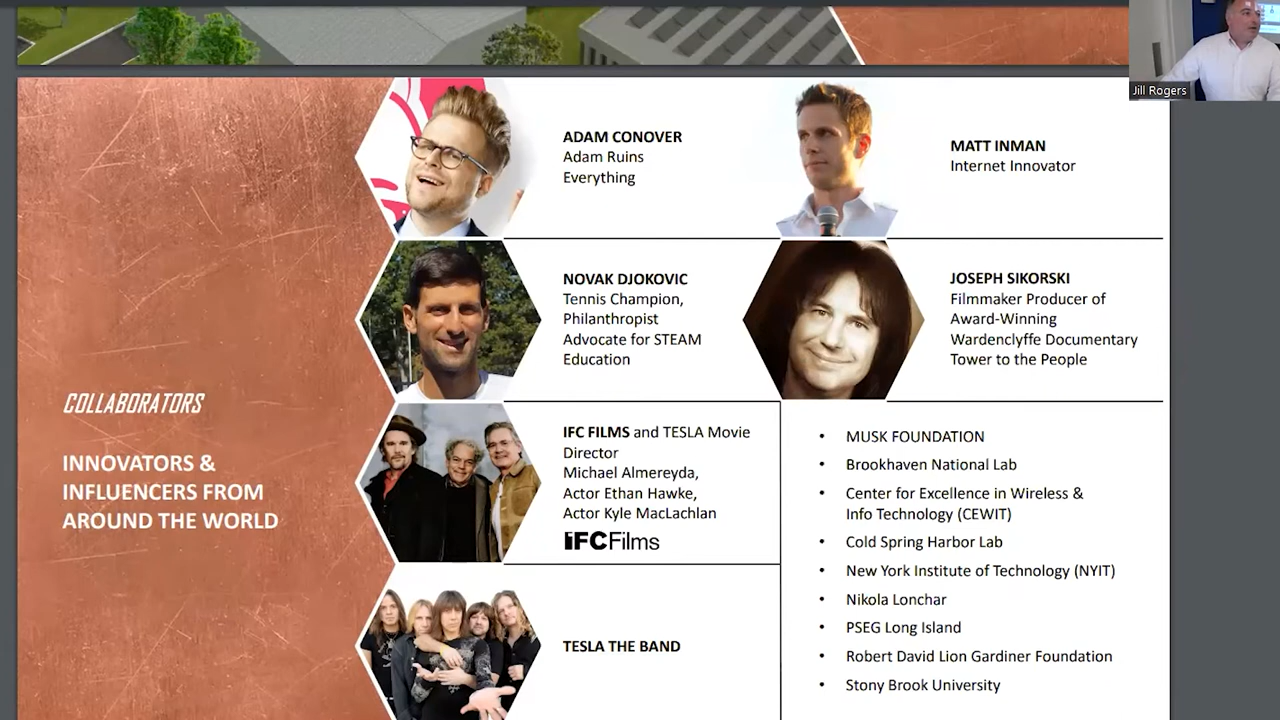 Jill Rogers
COLLABORATORS
INNOVATORS &
INFLUENCERS FROM
AROUND THE WORLD
ADAM CONOVER
Adam Ruins
Everything
MATT INMAN
Internet Innovator
NOVAK DJOKOVIC
Tennis Champion,
Philanthropist
Advocate for STEAM
Education
JOSEPH SIKORSKI
Filmmaker Producer of
Award-Winning
Wardenclyffe Documentary
Tower to the People
IFC FILMS and TESLA Movie
Director
Michael Almereyda,
Actor Ethan Hawke,
Actor Kyle MacLachlan
IFC Films
TESLA THE BAND
• MUSK FOUNDATION
• Brookhaven National Lab
• Center for Excellence in Wireless &
Info Technology (CEWIT)
• Cold Spring Harbor Lab
• New York Institute of Technology (NYIT)
• Nikola Lonchar
• PSEG Long Island
• Robert David Lion Gardiner Foundation
• Stony Brook University